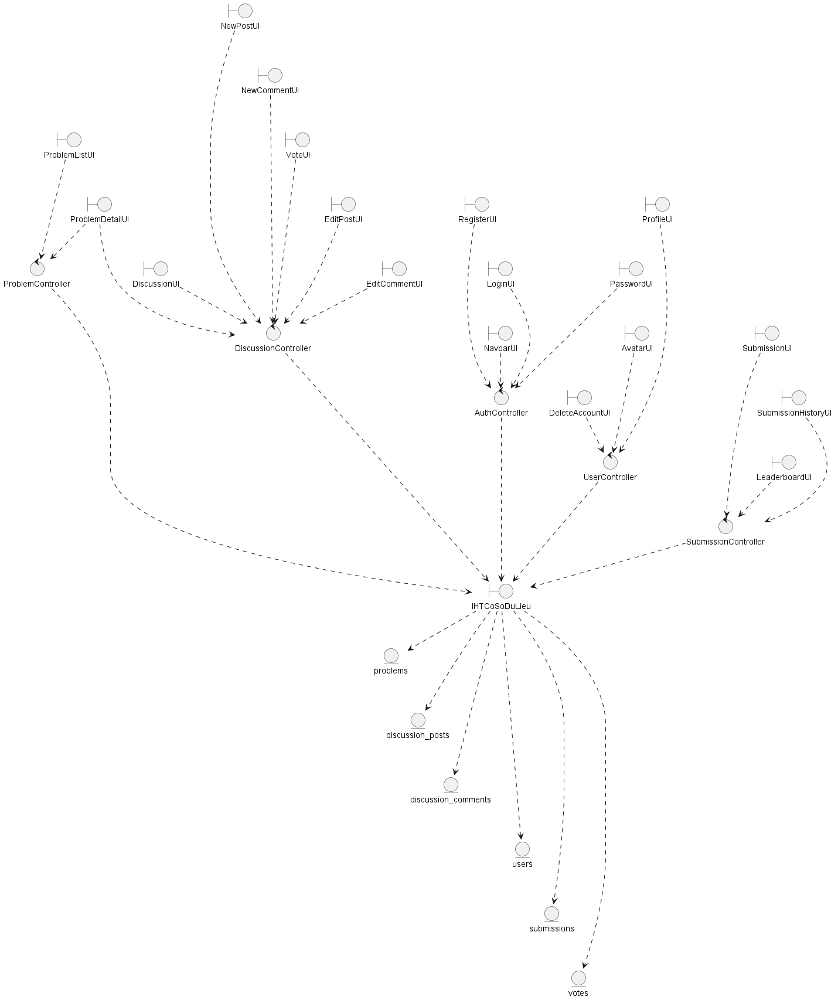 NewPostUI
NewCommentUI
ProblemListUI
VoteUI
ProblemDetailUI
EditPostUI
RegisterUI
ProfileUI
ProblemController
DiscussionUI
EditCommentUI
LoginUI
PasswordUI
DiscussionController
NavbarUI
AvatarUI
SubmissionUI
AuthController
DeleteAccountUI
SubmissionHistoryUI
UserController
LeaderboardUI
SubmissionController
IHTCoSoDuLieu
problems
discussion_posts
discussion_comments
users
submissions
votes